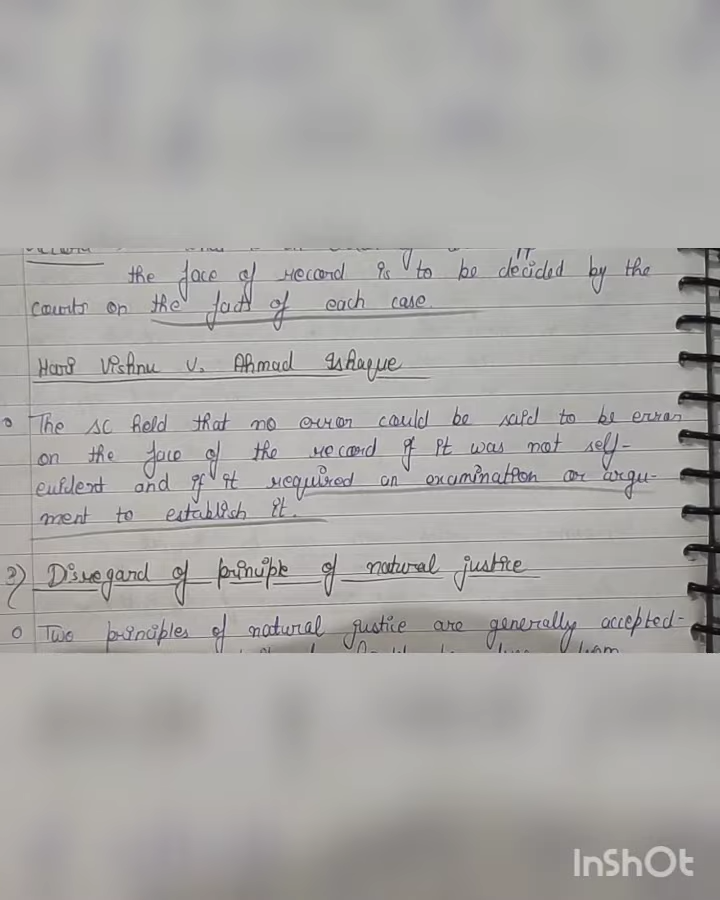 the face of record is to be decided by the
courts on the fact of each case.
Hari Vishnu v. Ahmad Ishaque
The SC held that no error could be said to be error
on the face of the record if it was not self-
evident and if it required an examination or argu-
ment to establish it.
3) Disregard of principle of natural justice
Two principles of natural justice are generally accepted-
InShOt